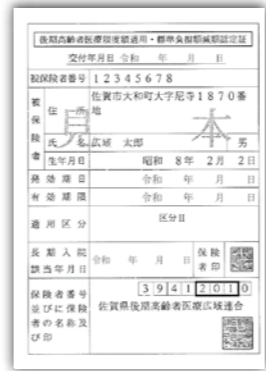 後期高齢者医療限度額適用・標準負担額減額認定証
交付年月日 令和 年 月 日
被保険者番号 12345678
被保険者
住所 佐賀市大和町大字尼寺1870番地
氏名 広域 太郎 男
生年月日 昭和 8年 2月 2日
見本
発効期日 令和 年 月 日
有効期限 令和 年 月 日
適用区分 区分Ⅱ
長期入院該当年月日 令和 年 月 日 保険者印
保険者番号並びに保険者の名称及び印
39412010
佐賀県後期高齢者医療広域連合